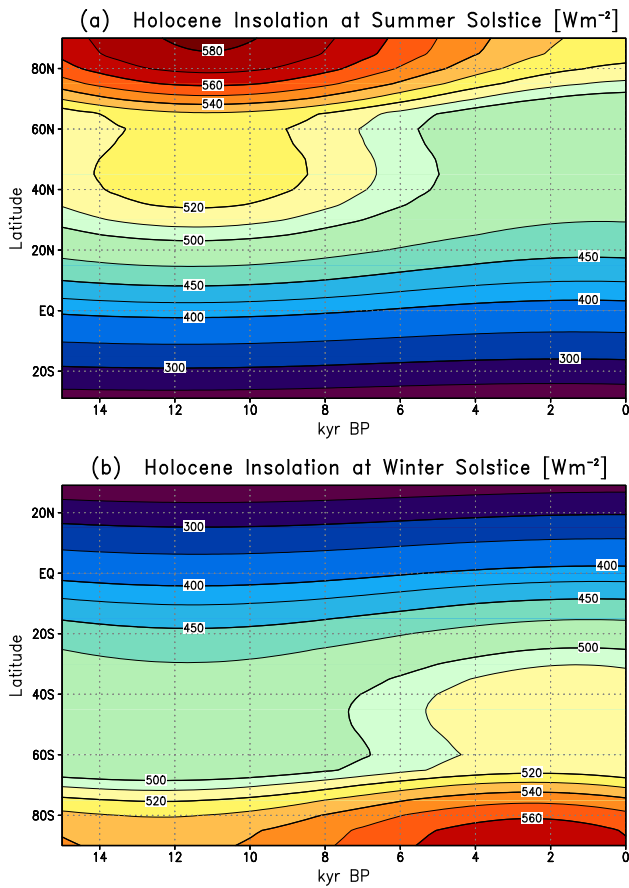 (a) Holocene Insolation at Summer Solstice [Wm⁻²]
580
80N
560
540
60N
Latitude
40N
520
500
20N
450
450
EQ
400
400
300
300
20S
14 12 10 8 6 4 2 0
kyr BP
(b) Holocene Insolation at Winter Solstice [Wm⁻²]
20N
300
EQ
400
400
450
450
20S
500
Latitude
40S
60S
500
520
520
540
80S
560
14 12 10 8 6 4 2 0
kyr BP